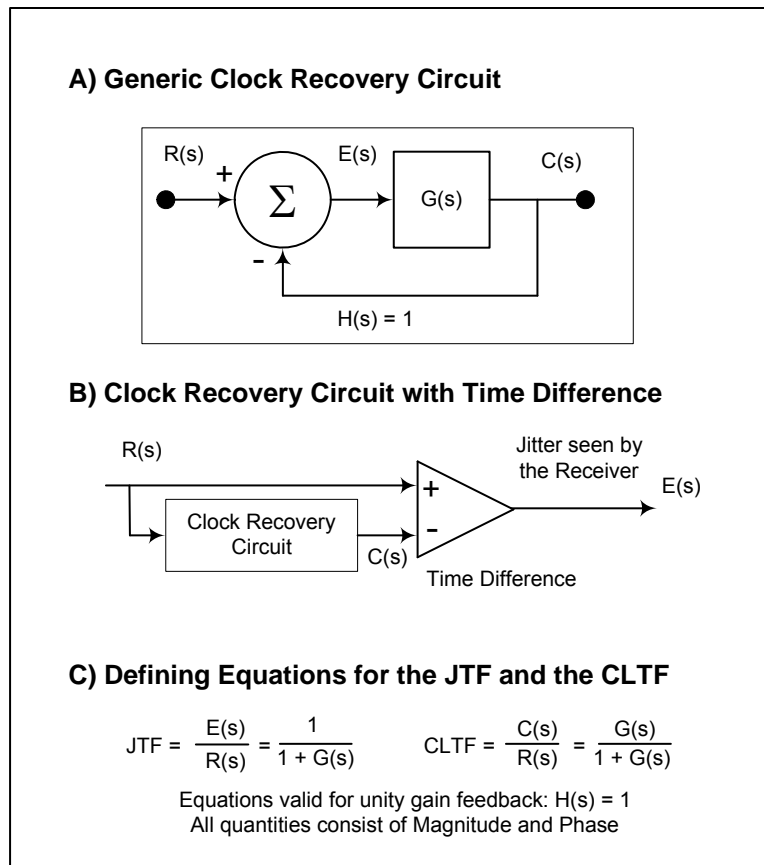 A) Generic Clock Recovery Circuit
R(s)
E(s)
C(s)
+
Σ
G(s)
-
H(s) = 1
B) Clock Recovery Circuit with Time Difference
R(s)
Jitter seen by
the Receiver
E(s)
+
Clock Recovery
Circuit
-
C(s)
Time Difference
C) Defining Equations for the JTF and the CLTF
JTF = E(s) / R(s) = 1 / 1 + G(s)
CLTF = C(s) / R(s) = G(s) / 1 + G(s)
Equations valid for unity gain feedback: H(s) = 1
All quantities consist of Magnitude and Phase